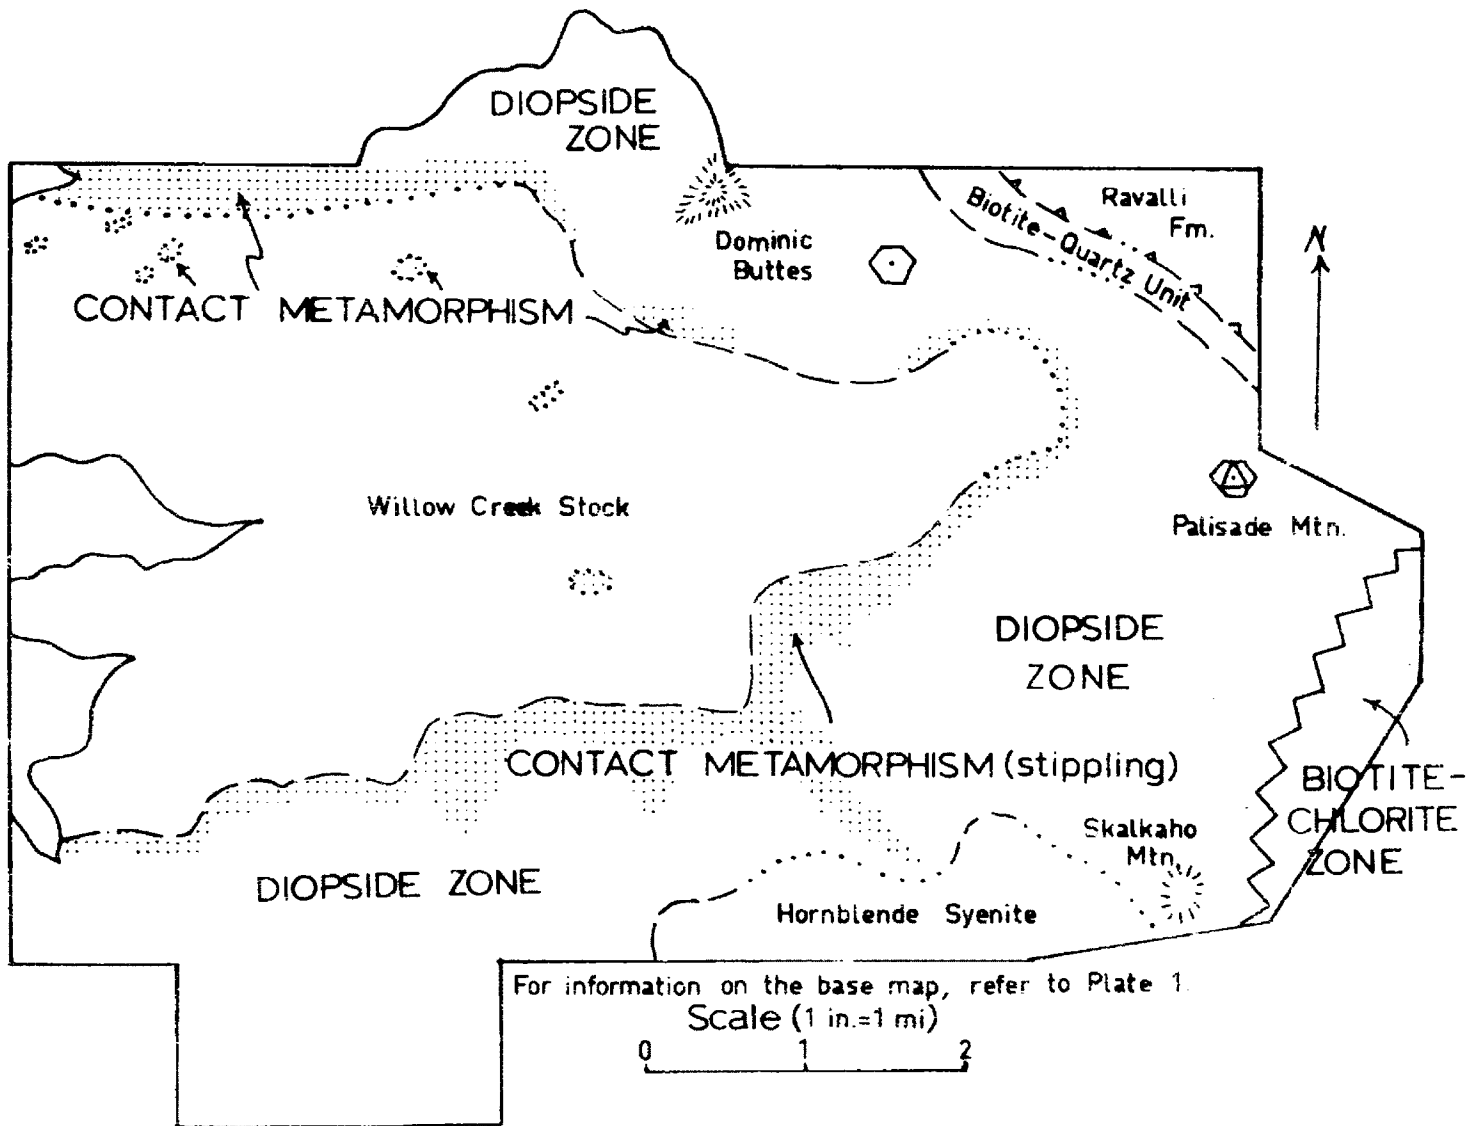 DIOPSIDE
ZONE
Ravalli
Fm.
Biotite-Quartz Unit
N
Dominic
Buttes
CONTACT METAMORPHISM
Willow Creek Stock
Palisade Mtn.
DIOPSIDE
ZONE
CONTACT METAMORPHISM (stippling)
BIOTITE-
CHLORITE
ZONE
Skalkaho
Mtn.
DIOPSIDE ZONE
Hornblende Syenite
For information on the base map, refer to Plate 1.
Scale (1 in.=1 mi)
0 1 2